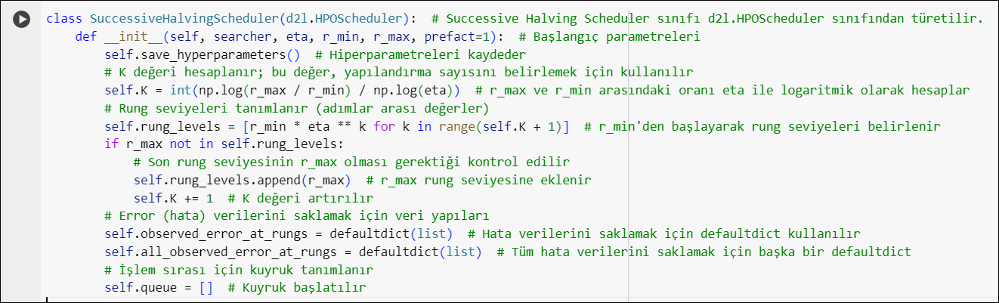 class SuccessiveHalvingScheduler(d2l.HPOScheduler):  # Successive Halving Scheduler sınıfı d2l.HPOScheduler sınıfından türetilir.
    def __init__(self, searcher, eta, r_min, r_max, prefact=1):  # Başlangıç parametreleri
        self.save_hyperparameters()  # Hiperparametreleri kaydeder
        # K değeri hesaplanır; bu değer, yapılandırma sayısını belirlemek için kullanılır
        self.K = int(np.log(r_max / r_min) / np.log(eta))  # r_max ve r_min arasındaki oranı eta ile logaritmik olarak hesaplar
        # Rung seviyeleri tanımlanır (adımlar arası değerler)
        self.rung_levels = [r_min * eta ** k for k in range(self.K + 1)]  # r_min'den başlayarak rung seviyeleri belirlenir
        if r_max not in self.rung_levels:
            # Son rung seviyesinin r_max olması gerektiği kontrol edilir
            self.rung_levels.append(r_max)  # r_max rung seviyesine eklenir
            self.K += 1  # K değeri artırılır
        # Error (hata) verilerini saklamak için veri yapıları
        self.observed_error_at_rungs = defaultdict(list)  # Hata verilerini saklamak için defaultdict kullanılır
        self.all_observed_error_at_rungs = defaultdict(list)  # Tüm hata verilerini saklamak için başka bir defaultdict
        # İşlem sırası için kuyruk tanımlanır
        self.queue = []  # Kuyruk başlatılır